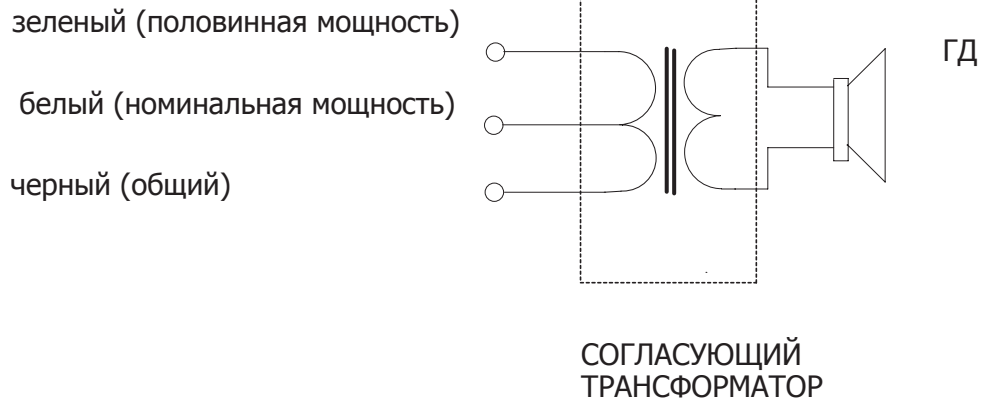 зеленый (половинная мощность)
ГД
белый (номинальная мощность)
черный (общий)
СОГЛАСУЮЩИЙ
ТРАНСФОРМАТОР